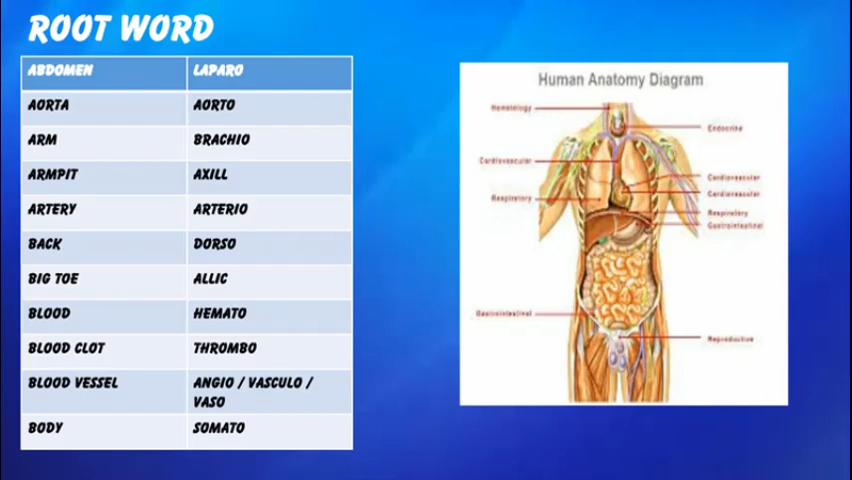 ROOT WORD
ABDOMEN LAPARO
AORTA AORTO
ARM BRACHIO
ARMPIT AXILL
ARTERY ARTERIO
BACK DORSO
BIG TOE ALLIC
BLOOD HEMATO
BLOOD CLOT THROMBO
BLOOD VESSEL ANGIO / VASCULO /
VASO
BODY SOMATO
Human Anatomy Diagram
Hematology
Endocrine
Cardiovascular
Cardiovascular
Cardiovascular
Respiratory
Respiratory
Gastrointestinal
Gastrointestinal
Reproductive